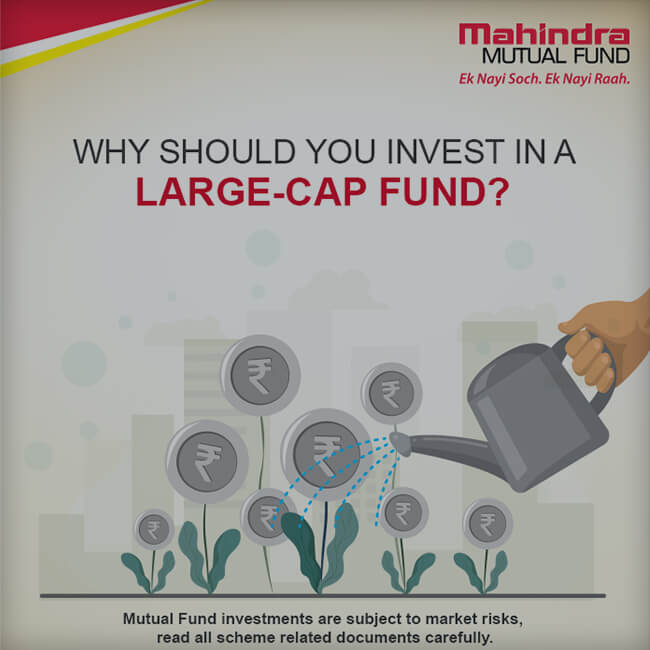 Mahindra
MUTUAL FUND
Ek Nayi Soch. Ek Nayi Raah.
WHY SHOULD YOU INVEST IN A
LARGE-CAP FUND?
₹
₹
₹
₹
₹
₹
₹
₹
Mutual Fund investments are subject to market risks,
read all scheme related documents carefully.